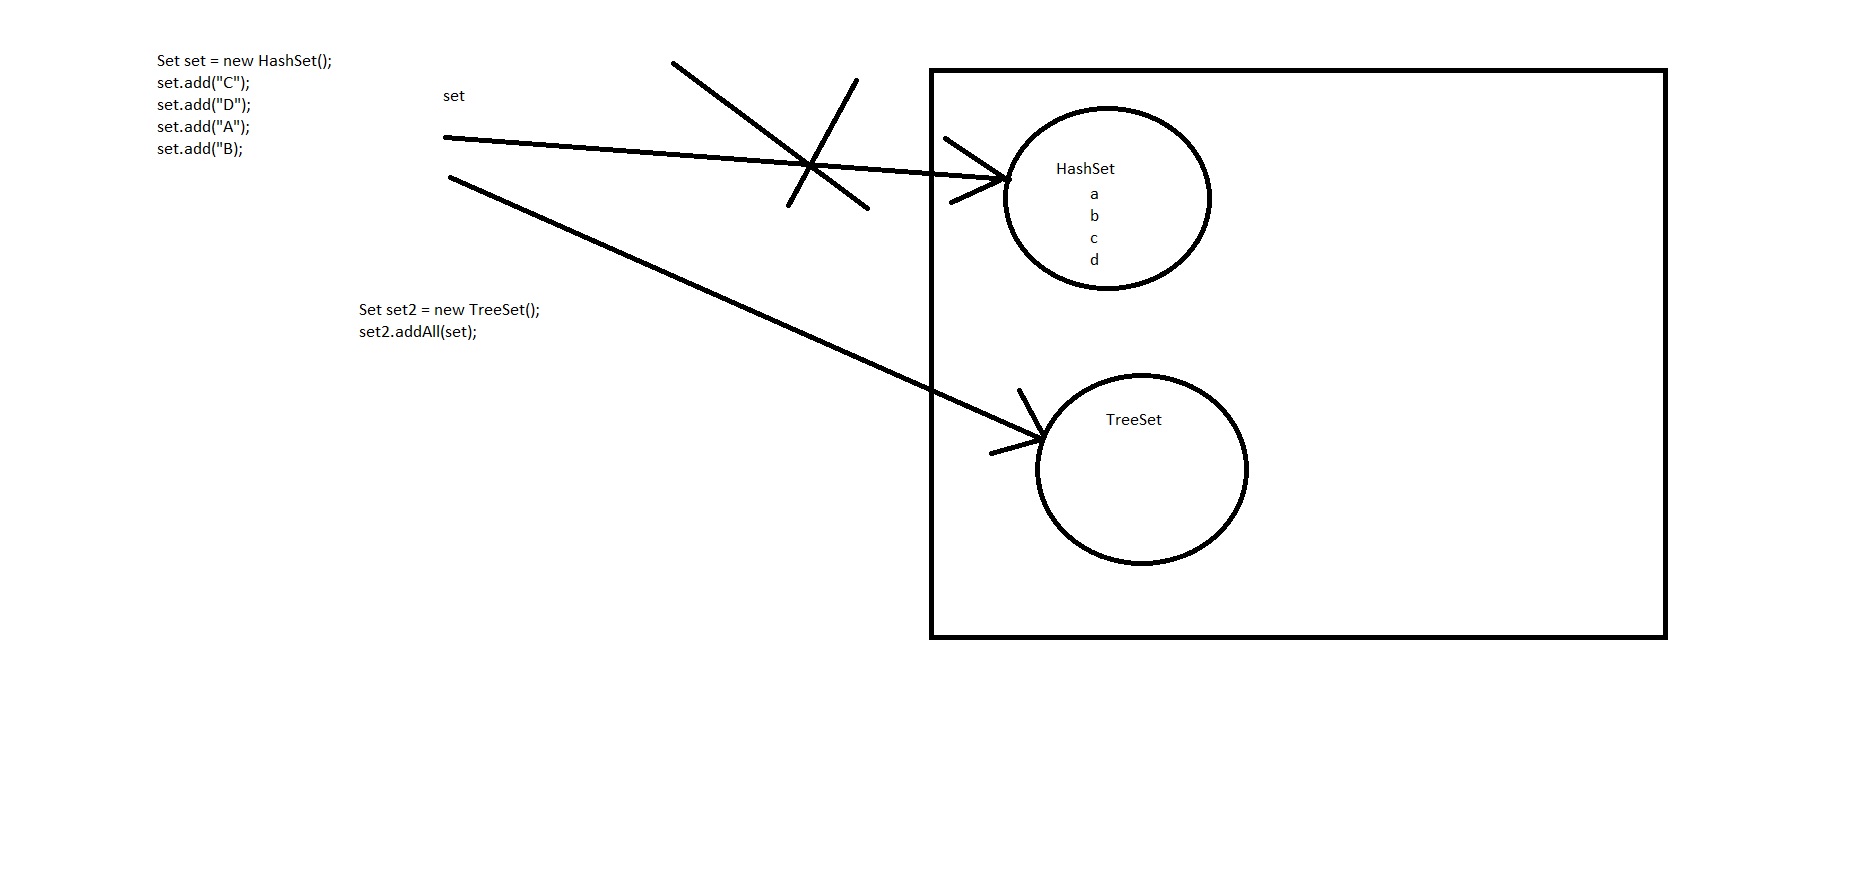 Set set = new HashSet();
set.add("C");
set.add("D");
set.add("A");
set.add("B);
set
HashSet
a
b
c
d
Set set2 = new TreeSet();
set2.addAll(set);
TreeSet